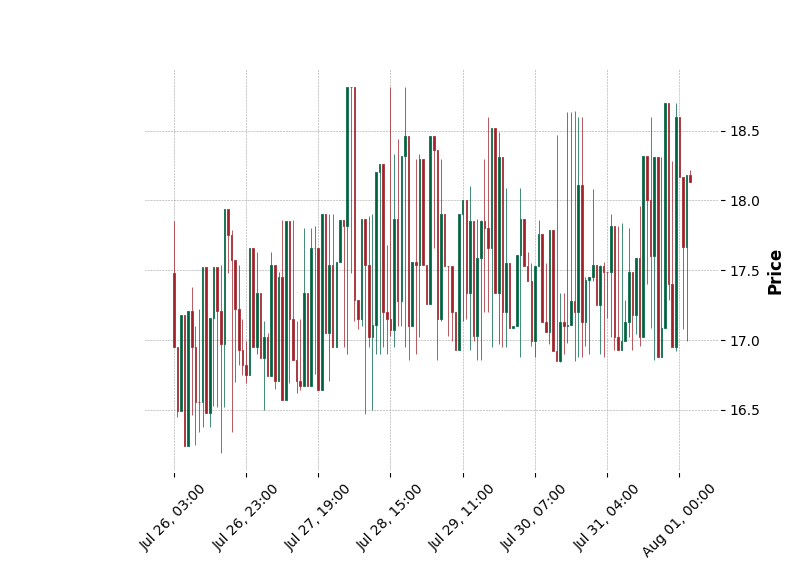 18.5
18.0
17.5
17.0
16.5
Price
Jul 26, 03:00
Jul 26, 23:00
Jul 27, 19:00
Jul 28, 15:00
Jul 29, 11:00
Jul 30, 07:00
Jul 31, 04:00
Aug 01, 00:00